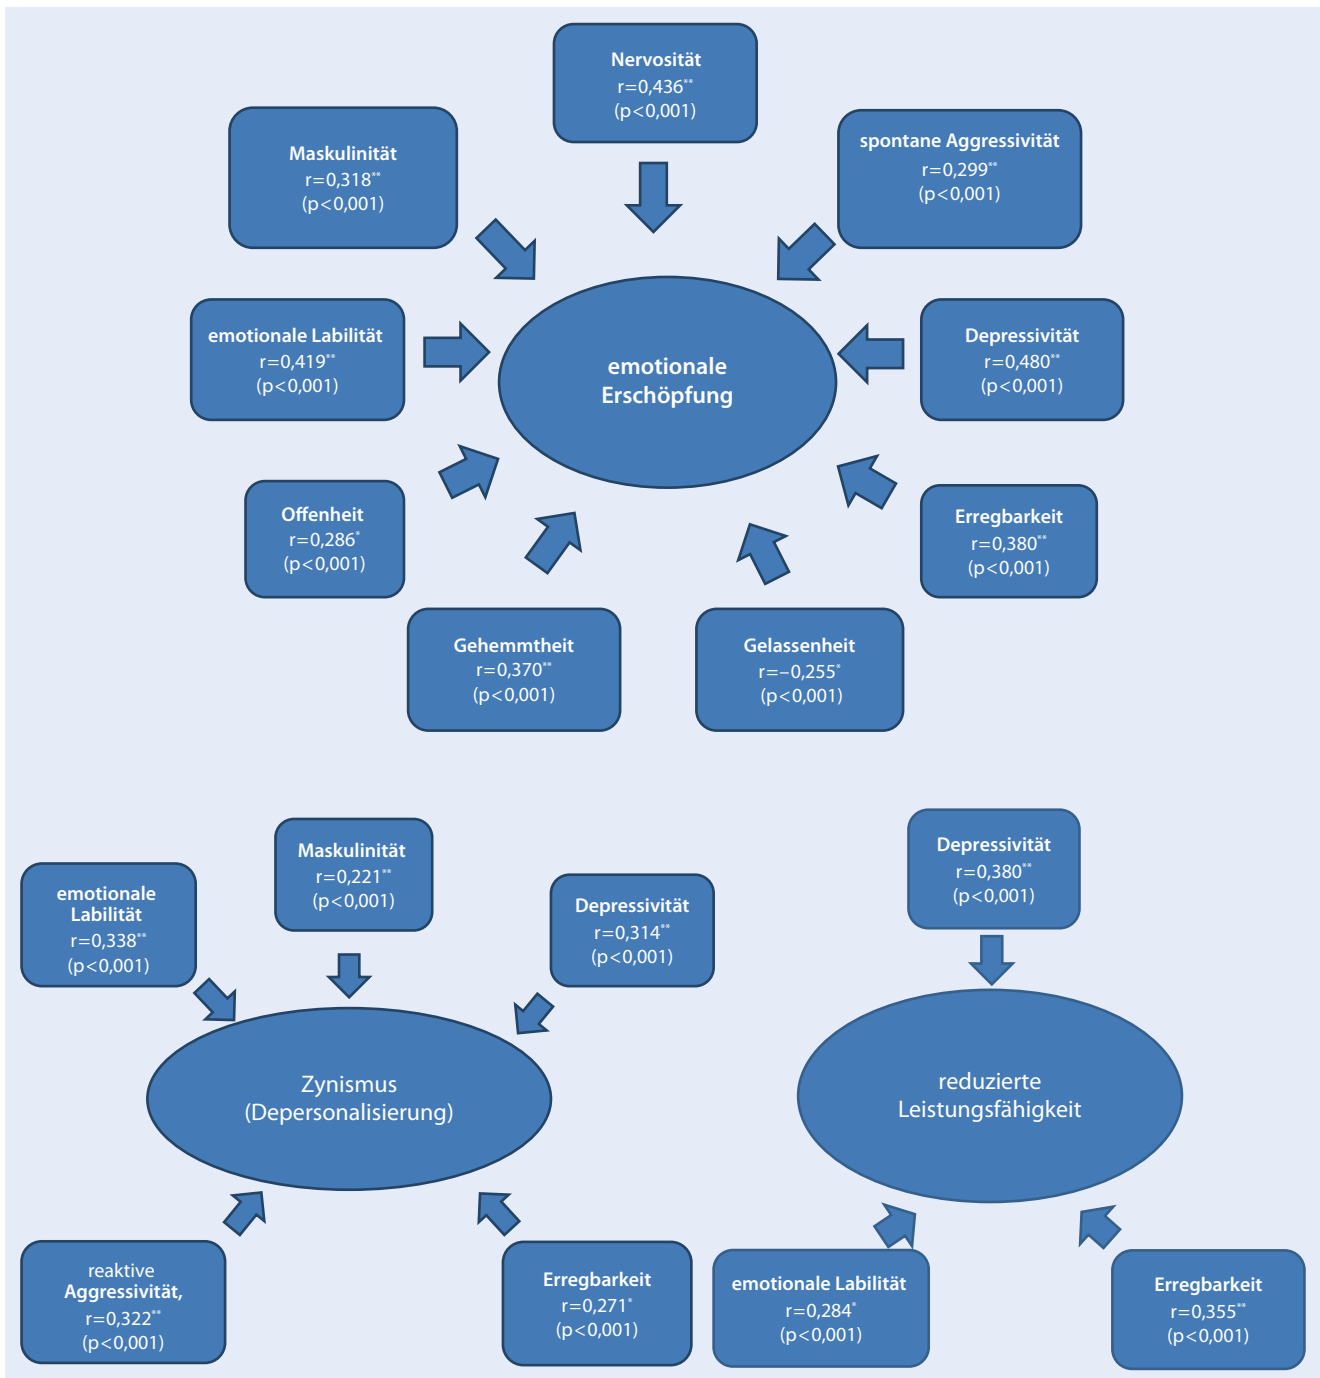 Nervosität
r=0,436**
(p<0,001)
Maskulinität
r=0,318**
(p<0,001)
spontane Aggressivität
r=0,299**
(p<0,001)
emotionale Labilität
r=0,419**
(p<0,001)
emotionale
Erschöpfung
Depressivität
r=0,480**
(p<0,001)
Offenheit
r=0,286*
(p<0,001)
Erregbarkeit
r=0,380**
(p<0,001)
Gehemmtheit
r=0,370**
(p<0,001)
Gelassenheit
r=−0,255*
(p<0,001)
Maskulinität
r=0,221**
(p<0,001)
emotionale
Labilität
r=0,338**
(p<0,001)
Depressivität
r=0,314**
(p<0,001)
Zynismus
(Depersonalisierung)
reaktive
Aggressivität,
r=0,322**
(p<0,001)
Erregbarkeit
r=0,271*
(p<0,001)
Depressivität
r=0,380**
(p<0,001)
reduzierte
Leistungsfähigkeit
emotionale Labilität
r=0,284*
(p<0,001)
Erregbarkeit
r=0,355**
(p<0,001)